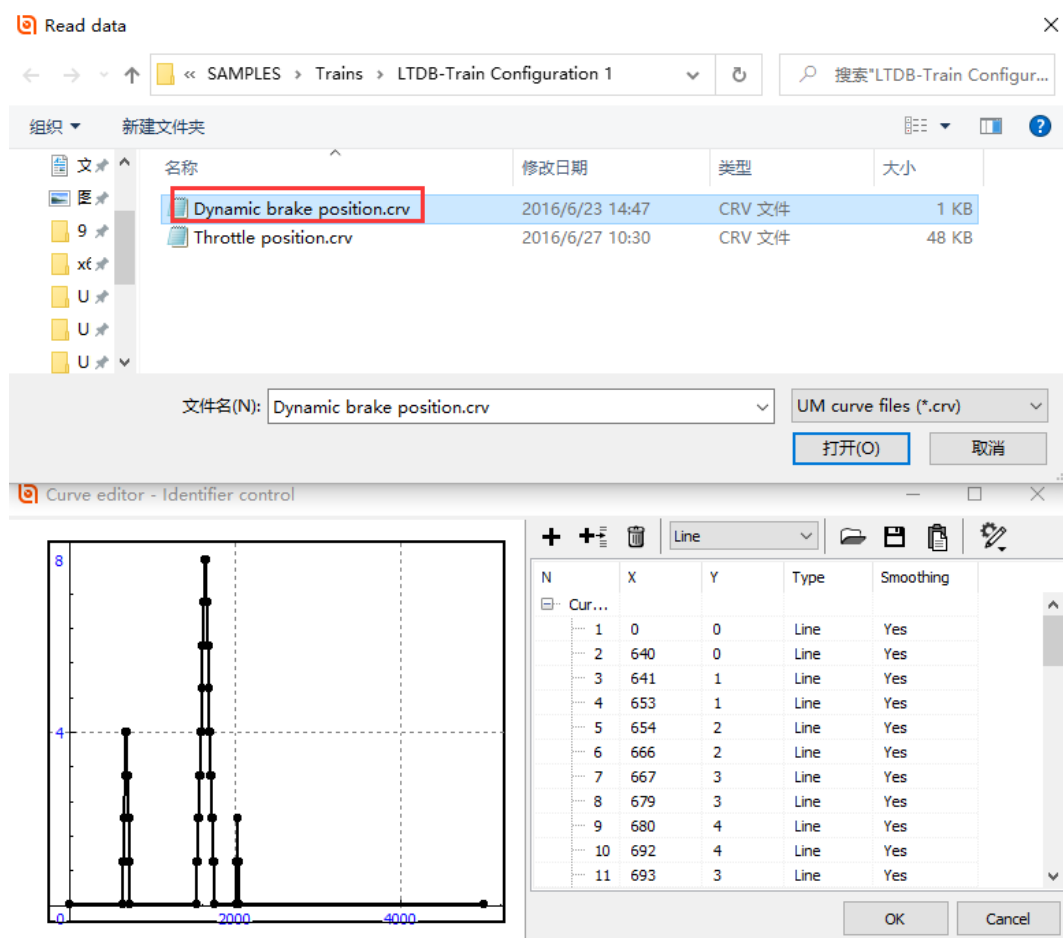 Read data
« SAMPLES › Trains › LTDB-Train Configuration 1
搜索"LTDB-Train Configur...
组织 新建文件夹
名称 修改日期 类型 大小
文
图
9
U
U
U
Dynamic brake position.crv 2016/6/23 14:47 CRV 文件 1 KB
Throttle position.crv 2016/6/27 10:30 CRV 文件 48 KB
文件名(N): Dynamic brake position.crv UM curve files (*.crv)
打开(O) 取消
Curve editor - Identifier control
Line
8
4
0 2000 4000
N X Y Type Smoothing
Cur...
1 0 0 Line Yes
2 640 0 Line Yes
3 641 1 Line Yes
4 653 1 Line Yes
5 654 2 Line Yes
6 666 2 Line Yes
7 667 3 Line Yes
8 679 3 Line Yes
9 680 4 Line Yes
10 692 4 Line Yes
11 693 3 Line Yes
OK Cancel